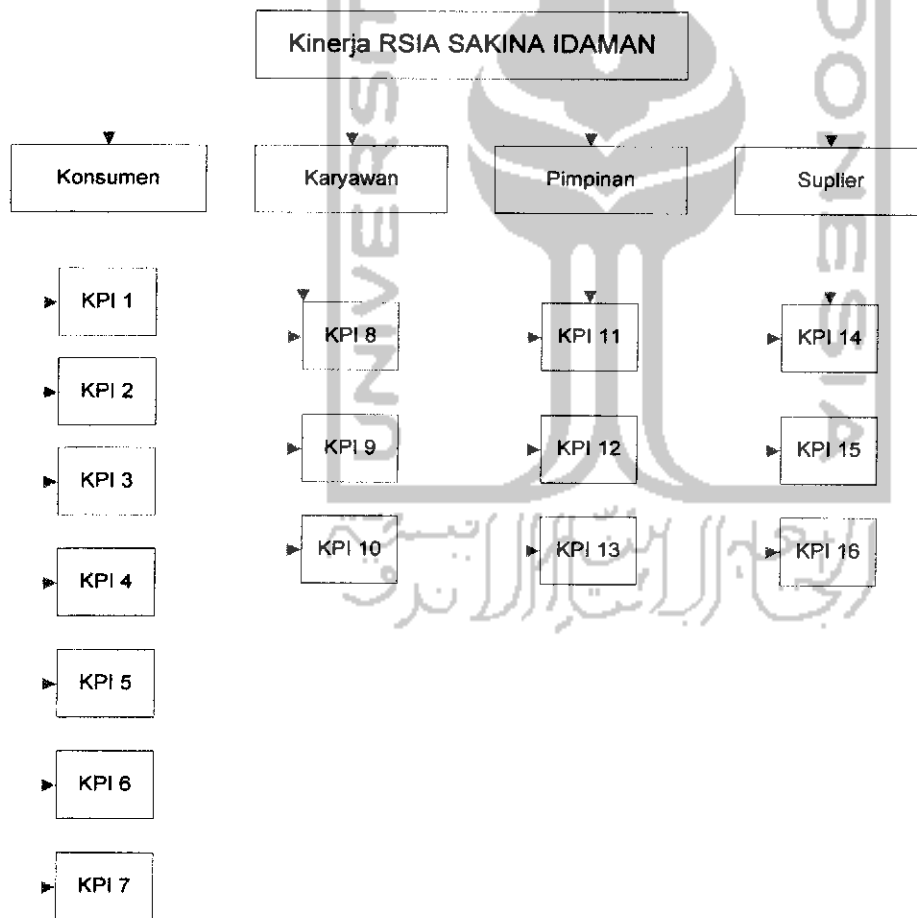 Kinerja RSIA SAKINA IDAMAN
Konsumen
Karyawan
Pimpinan
Suplier
KPI 1
KPI 2
KPI 3
KPI 4
KPI 5
KPI 6
KPI 7
KPI 8
KPI 9
KPI 10
KPI 11
KPI 12
KPI 13
KPI 14
KPI 15
KPI 16
UNIVERSIT
ONESIA